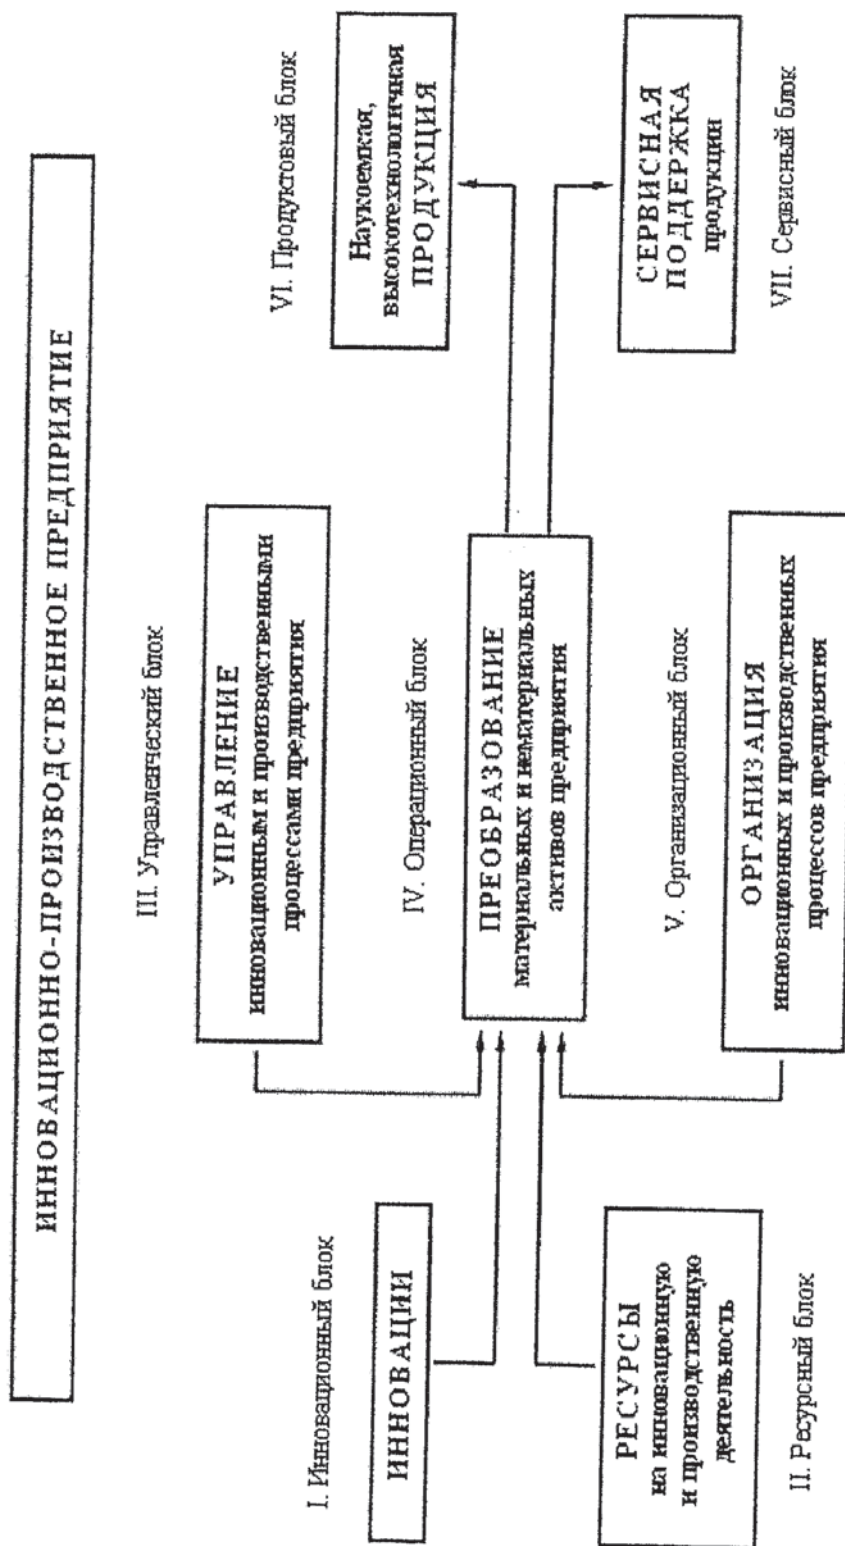 ИННОВАЦИОННО-ПРОИЗВОДСТВЕННОЕ ПРЕДПРИЯТИЕ
I. Инновационный блок
ИННОВАЦИИ
РЕСУРСЫ
на инновационную
и производственную
деятельность
II. Ресурсный блок
III. Управленческий блок
УПРАВЛЕНИЕ
инновационным и производственными
процессами предприятия
IV. Операционный блок
ПРЕОБРАЗОВАНИЕ
материальных и нематериальных
активов предприятия
V. Организационный блок
ОРГАНИЗАЦИЯ
инновационных и производственных
процессов предприятия
VI. Продуктовый блок
Наукоемкая,
высокотехнологичная
ПРОДУКЦИЯ
СЕРВИСНАЯ
ПОДДЕРЖКА
продукции
VII. Сервисный блок